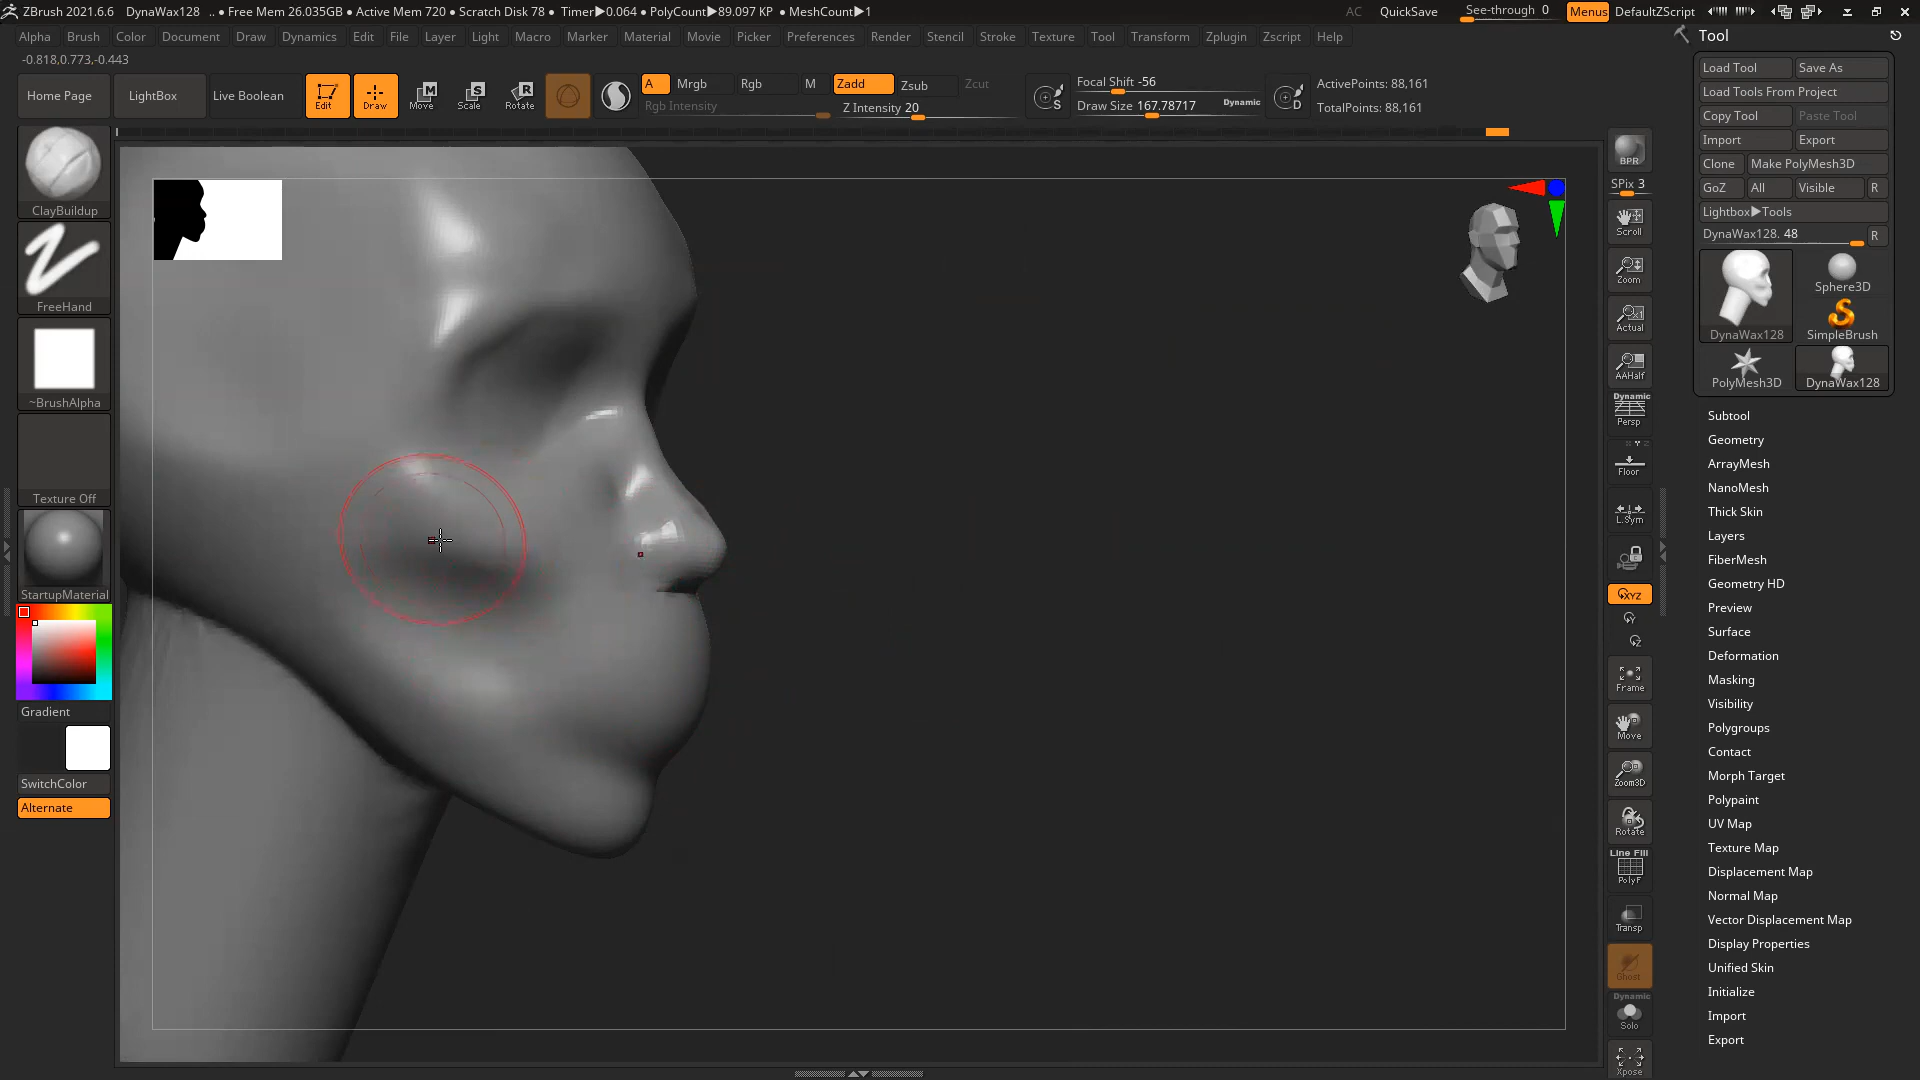 ZBrush 2021.6.6 DynaWax128 .. ● Free Mem 26.035GB ● Active Mem 720 ● Scratch Disk 78 ● Timer▶0.064 ● PolyCount▶89.097 KP ● MeshCount▶1 AC QuickSave See-through 0 Menus DefaultZScript
Alpha Brush Color Document Draw Dynamics Edit File Layer Light Macro Marker Material Movie Picker Preferences Render Stencil Stroke Texture Tool Transform Zplugin Zscript Help
-0.818,0.773,-0.443
Home Page LightBox Live Boolean Edit Draw Move Scale Rotate
A Mrgb Rgb M Zadd Zsub Zcut
Rgb Intensity Z Intensity 20
S Focal Shift -56
Draw Size 167.78717 Dynamic D
ActivePoints: 88,161
TotalPoints: 88,161
ClayBuildup
FreeHand
~BrushAlpha
Texture Off
StartupMaterial
Gradient
SwitchColor
Alternate
BPR
SPix 3
Scroll
Zoom
Actual
AAHalf
Dynamic
Persp
Floor
L.Sym
XYZ
Y
Z
Frame
Move
Zoom3D
Rotate
Line Fill
PolyF
Transp
Ghost
Dynamic
Solo
Xpose
Tool
Load Tool Save As
Load Tools From Project
Copy Tool Paste Tool
Import Export
Clone Make PolyMesh3D
GoZ All Visible R
Lightbox▶Tools
DynaWax128. 48 R
DynaWax128 Sphere3D
SimpleBrush
PolyMesh3D DynaWax128
Subtool
Geometry
ArrayMesh
NanoMesh
Thick Skin
Layers
FiberMesh
Geometry HD
Preview
Surface
Deformation
Masking
Visibility
Polygroups
Contact
Morph Target
Polypaint
UV Map
Texture Map
Displacement Map
Normal Map
Vector Displacement Map
Display Properties
Unified Skin
Initialize
Import
Export